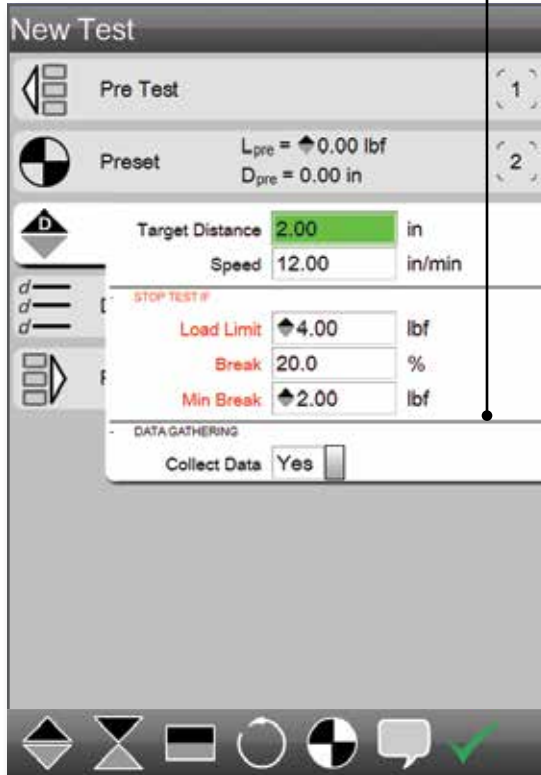 New Test
Pre Test 1
Preset Lpre = 0.00 lbf 2
Dpre = 0.00 in
D
Target Distance 2.00 in
Speed 12.00 in/min
d
d
d
STOP TEST IF
Load Limit 4.00 lbf
Break 20.0 %
Min Break 2.00 lbf
- DATA GATHERING
Collect Data Yes